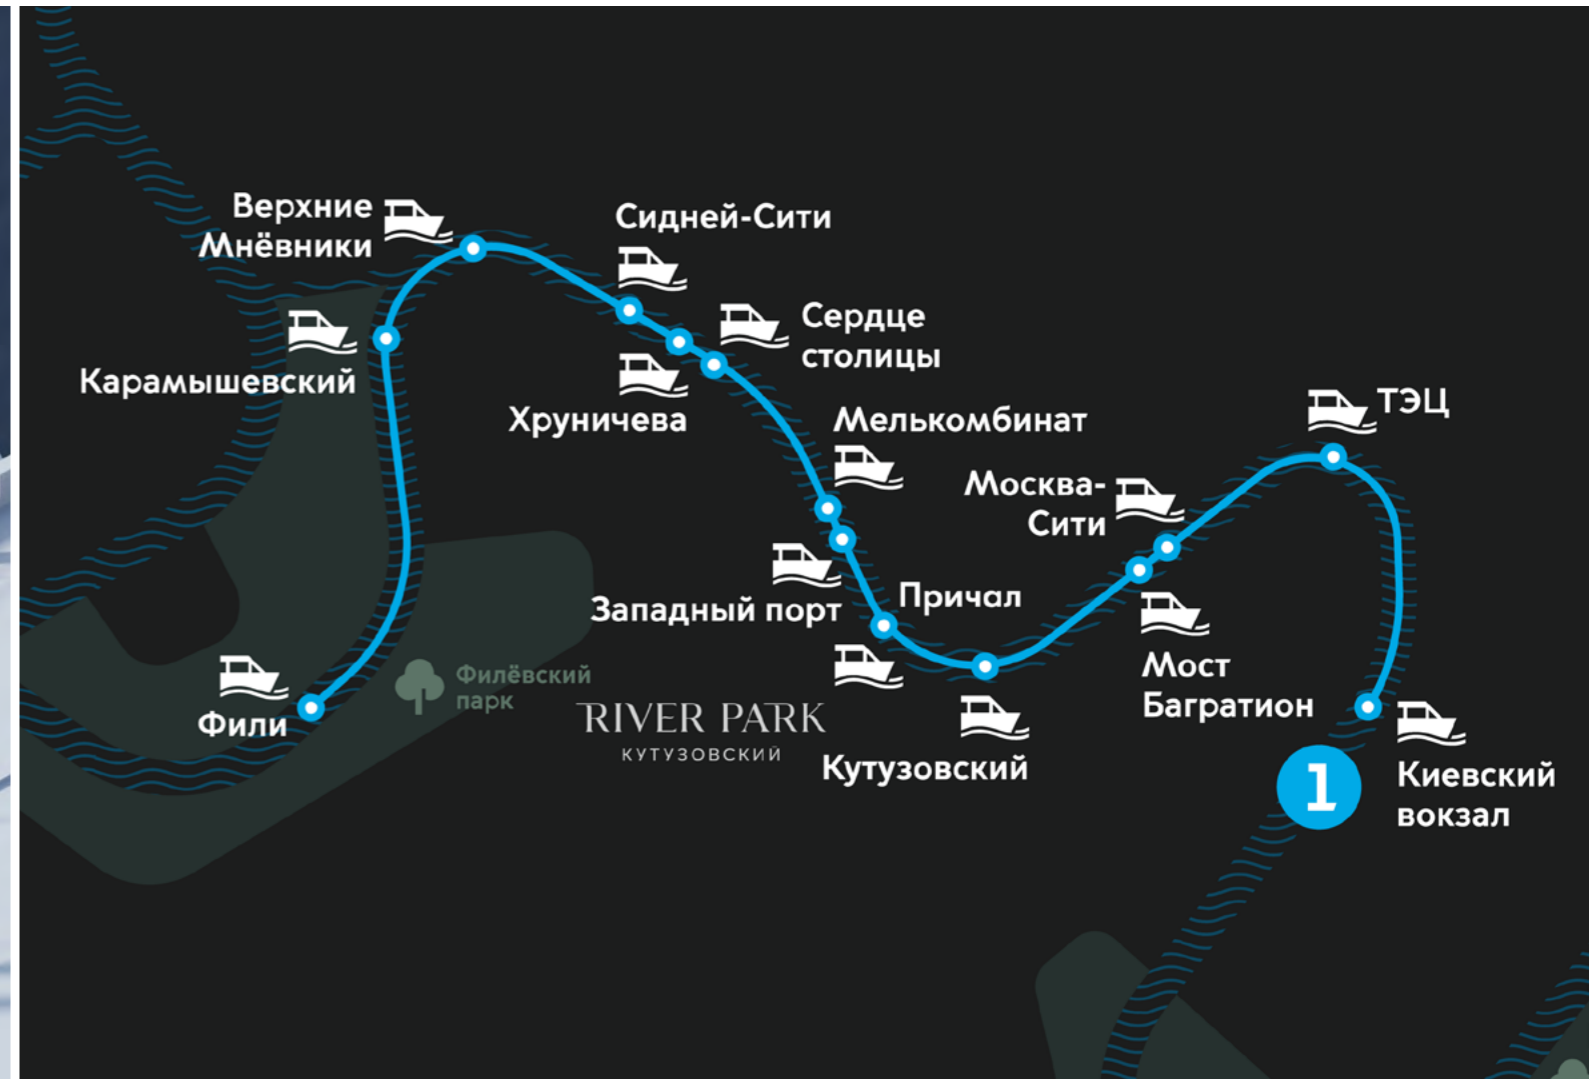 Верхние
Мнёвники
Сидней-Сити
Сердце
столицы
Карамышевский
Хруничева
Мелькомбинат
ТЭЦ
Москва-
Сити
Западный порт
Причал
Филёвский
парк
Фили
RIVER PARK
КУТУЗОВСКИЙ
Кутузовский
Мост
Багратион
1
Киевский
вокзал